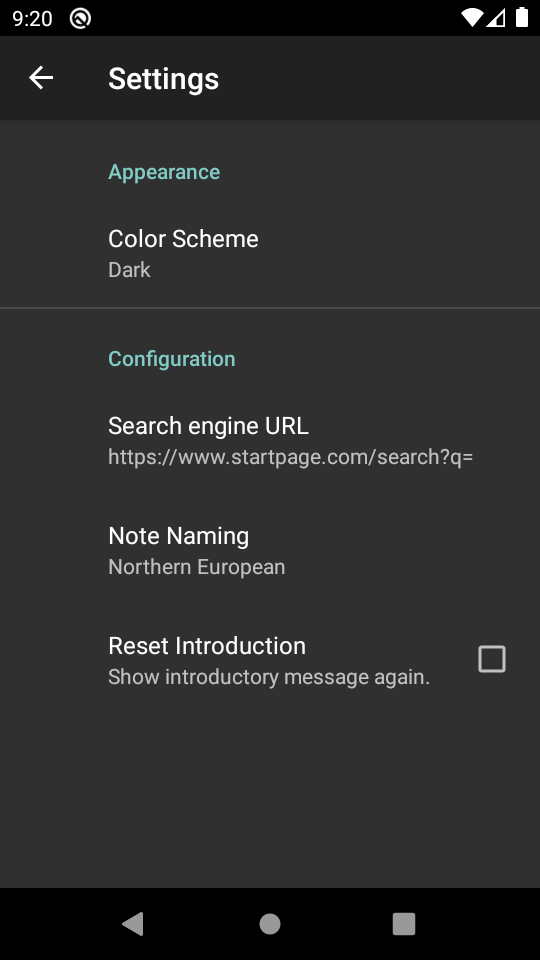 9:20
Settings
Appearance
Color Scheme
Dark
Configuration
Search engine URL
https://www.startpage.com/search?q=
Note Naming
Northern European
Reset Introduction
Show introductory message again.